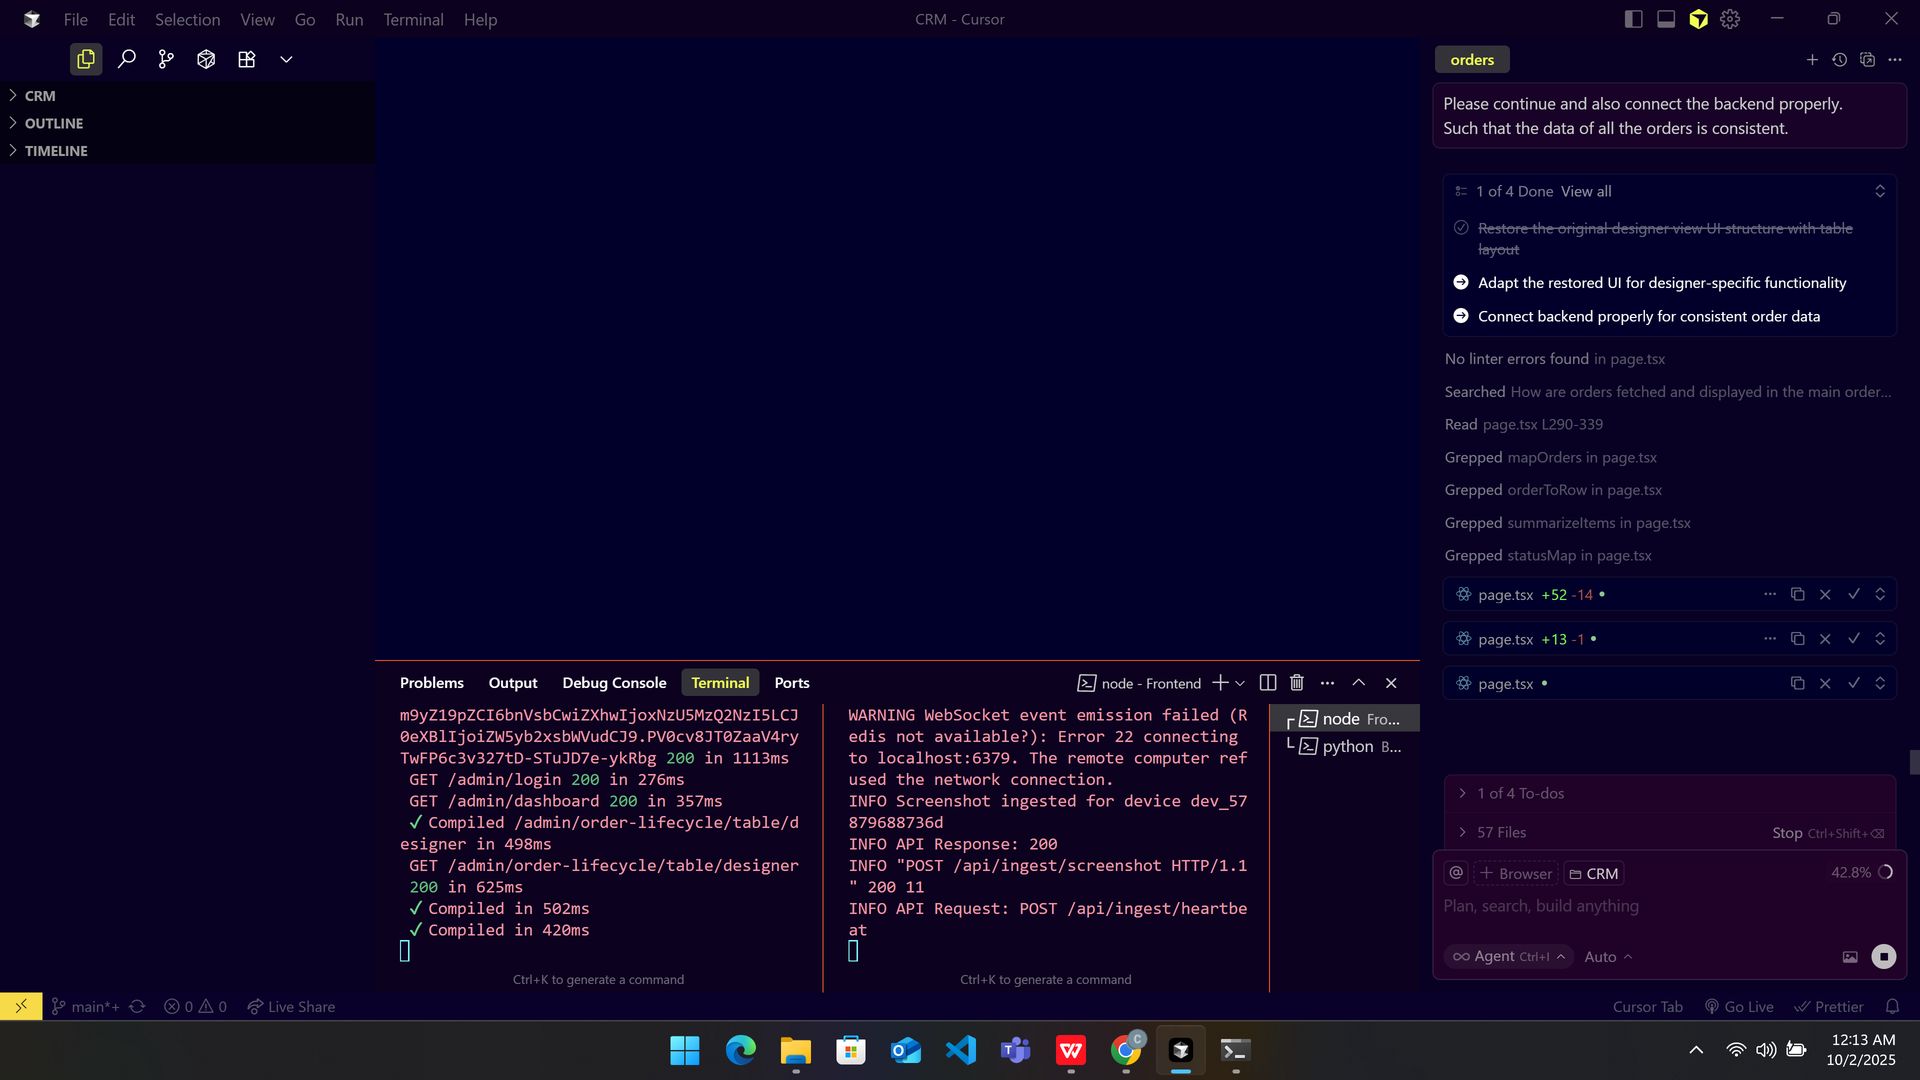 File Edit Selection View Go Run Terminal Help
CRM - Cursor
CRM
OUTLINE
TIMELINE
orders
Please continue and also connect the backend properly.
Such that the data of all the orders is consistent.
1 of 4 Done View all
Restore the original designer view UI structure with table
layout
Adapt the restored UI for designer-specific functionality
Connect backend properly for consistent order data
No linter errors found in page.tsx
Searched How are orders fetched and displayed in the main order...
Read page.tsx L290-339
Grepped mapOrders in page.tsx
Grepped orderToRow in page.tsx
Grepped summarizeItems in page.tsx
Grepped statusMap in page.tsx
page.tsx +52 -14
page.tsx +13 -1
page.tsx
1 of 4 To-dos
57 Files
Stop Ctrl+Shift+⌫
@ + Browser CRM 42.8%
Plan, search, build anything
Agent Ctrl+I Auto
Problems Output Debug Console Terminal Ports
node - Frontend
m9yZ19pZCI6bnVsbCwiZXhwIjoxNzU5MzQ2NzI5LCJ
0eXBlIjoiZW5yb2xsbWVudCJ9.PV0cv8JT0ZaaV4ry
TwFP6c3v327tD-STuJD7e-ykRbg 200 in 1113ms
GET /admin/login 200 in 276ms
GET /admin/dashboard 200 in 357ms
✓ Compiled /admin/order-lifecycle/table/d
esigner in 498ms
GET /admin/order-lifecycle/table/designer
200 in 625ms
✓ Compiled in 502ms
✓ Compiled in 420ms
Ctrl+K to generate a command
WARNING WebSocket event emission failed (R
edis not available?): Error 22 connecting
to localhost:6379. The remote computer ref
used the network connection.
INFO Screenshot ingested for device dev_57
879688736d
INFO API Response: 200
INFO "POST /api/ingest/screenshot HTTP/1.1
" 200 11
INFO API Request: POST /api/ingest/heartbe
at
Ctrl+K to generate a command
node Fro...
python B...
main*+ 0 0 Live Share
Cursor Tab Go Live Prettier
12:13 AM
10/2/2025